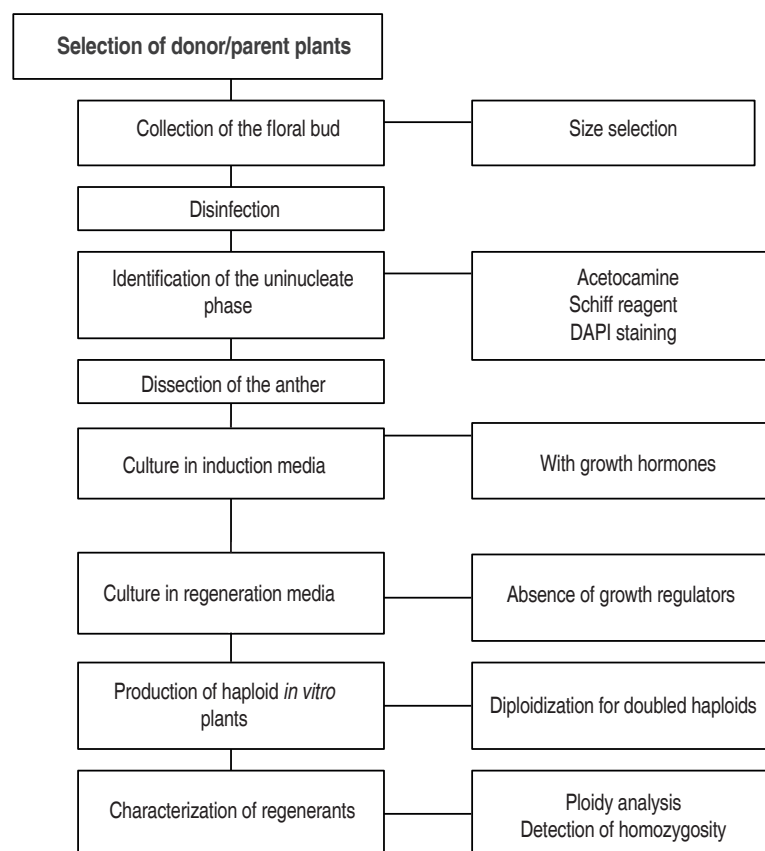 Selection of donor/parent plants
Collection of the floral bud
Size selection
Disinfection
Identification of the uninucleate
phase
Acetocamine
Schiff reagent
DAPI staining
Dissection of the anther
Culture in induction media
With growth hormones
Culture in regeneration media
Absence of growth regulators
Production of haploid in vitro
plants
Diploidization for doubled haploids
Characterization of regenerants
Ploidy analysis
Detection of homozygosity